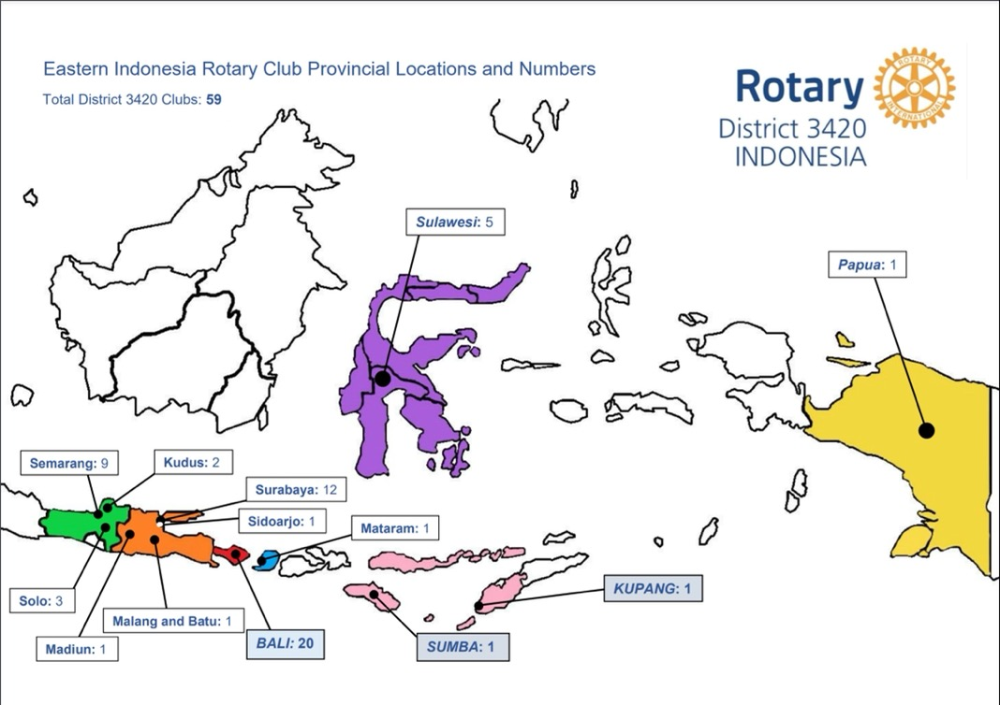 Eastern Indonesia Rotary Club Provincial Locations and Numbers
Total District 3420 Clubs: 59
Rotary
District 3420
INDONESIA
ROTARY
INTERNATIONAL
Sulawesi: 5
Papua: 1
Semarang: 9
Kudus: 2
Surabaya: 12
Sidoarjo: 1
Mataram: 1
Solo: 3
Malang and Batu: 1
Madiun: 1
BALI: 20
SUMBA: 1
KUPANG: 1